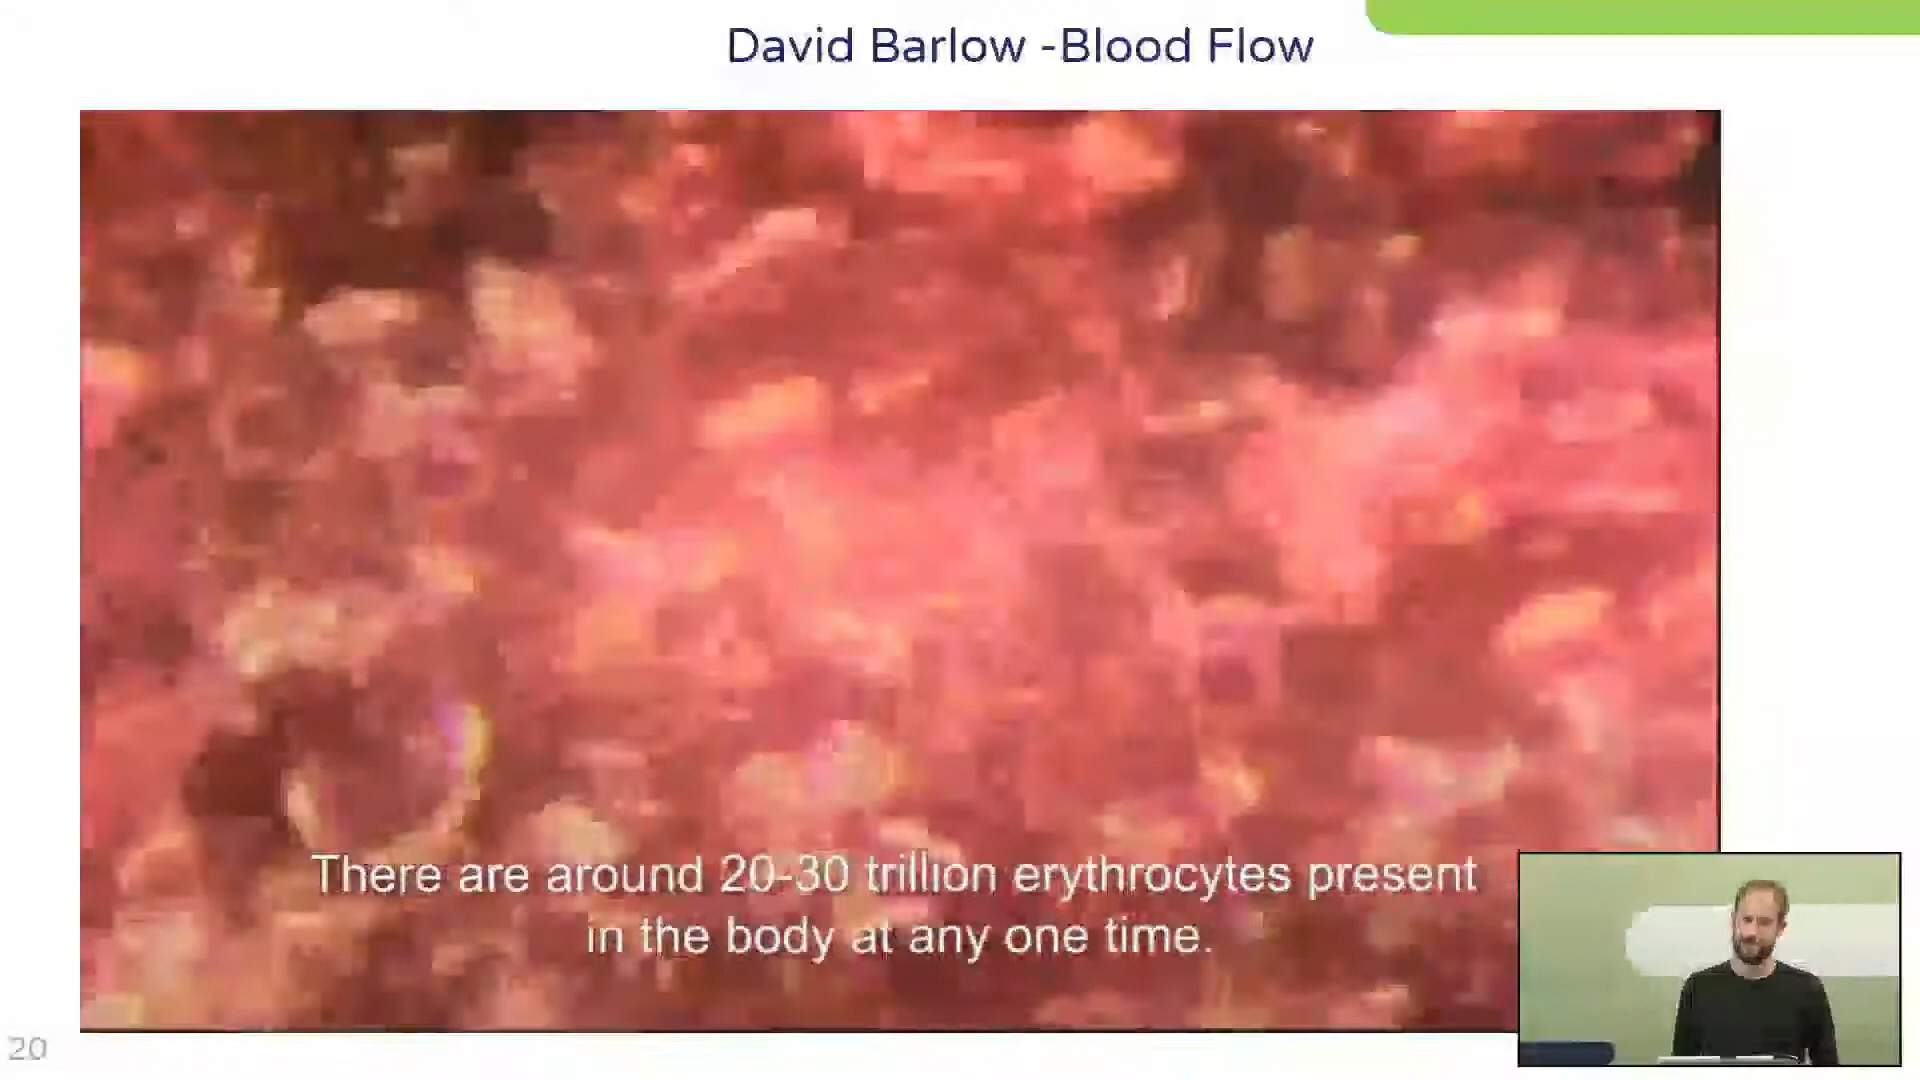 David Barlow -Blood Flow
There are around 20-30 trillion erythrocytes present
in the body at any one time.
20